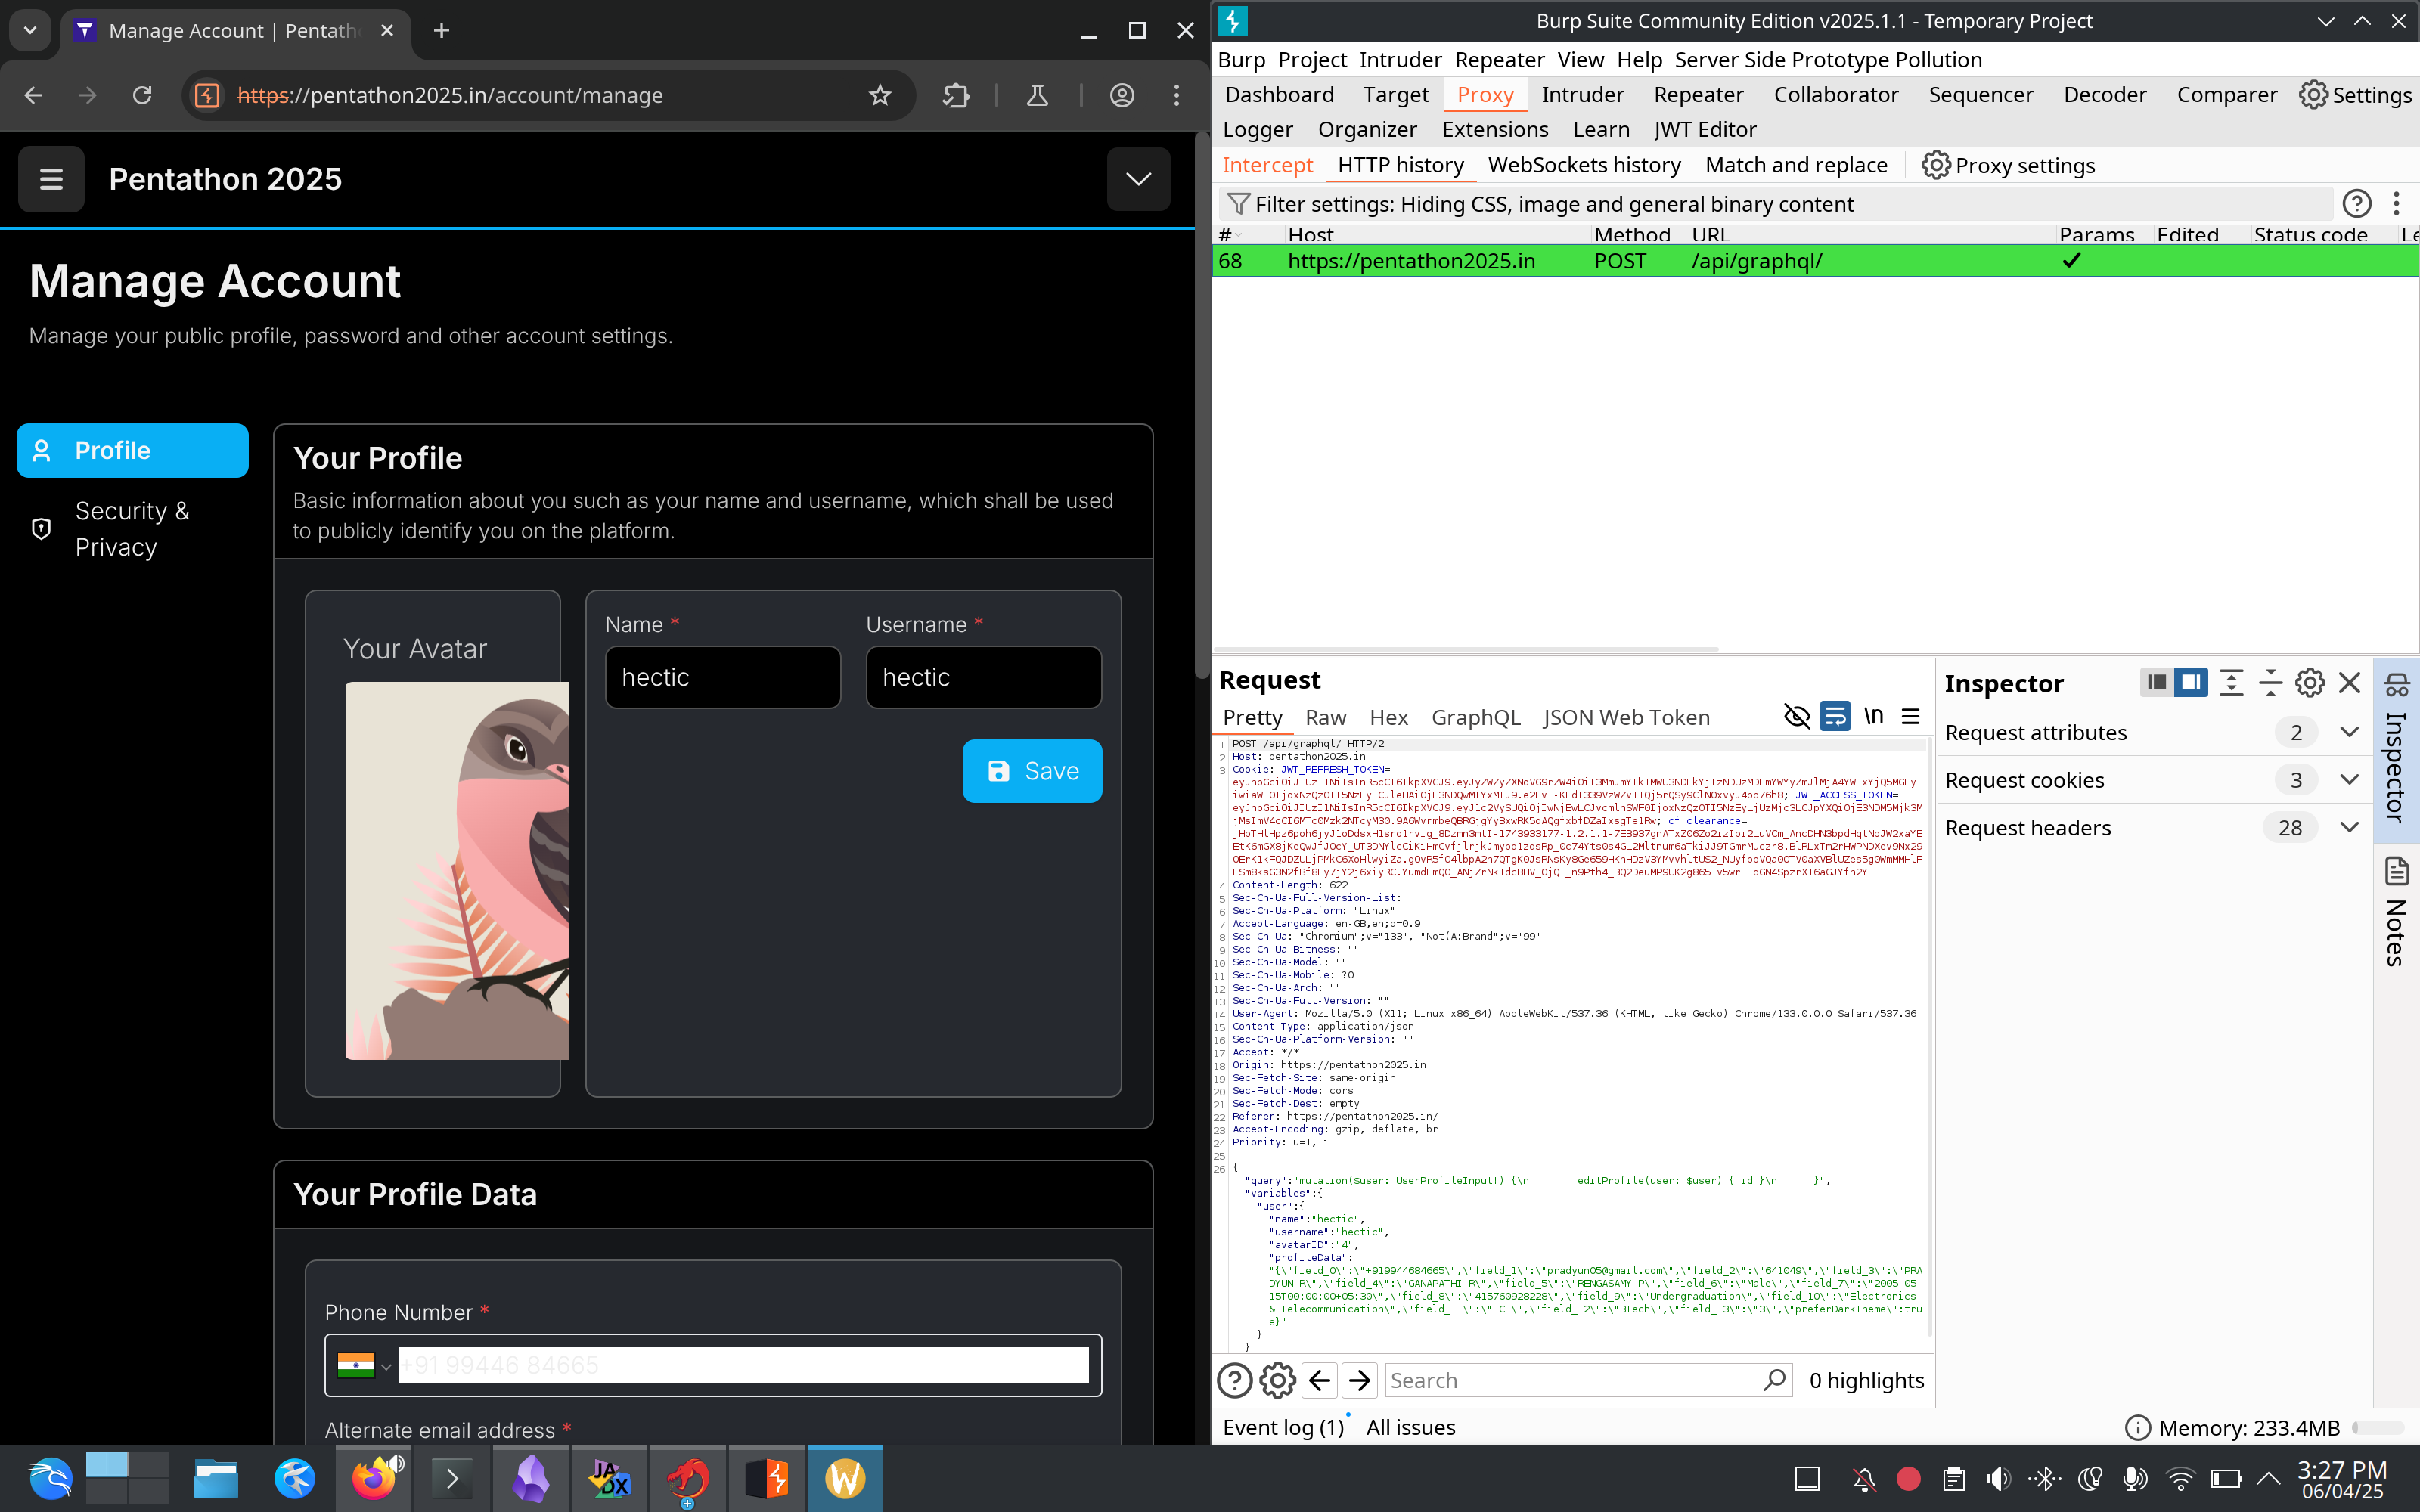 Manage Account | Pentath
https://pentathon2025.in/account/manage
Pentathon 2025
Manage Account
Manage your public profile, password and other account settings.
Profile
Security &
Privacy
Your Profile
Basic information about you such as your name and username, which shall be used
to publicly identify you on the platform.
Your Avatar
Name *
Username *
hectic
hectic
Save
Your Profile Data
Phone Number *
+91 99446 84665
Alternate email address *
Burp Suite Community Edition v2025.1.1 - Temporary Project
Burp Project Intruder Repeater View Help Server Side Prototype Pollution
Dashboard Target Proxy Intruder Repeater Collaborator Sequencer Decoder Comparer Settings
Logger Organizer Extensions Learn JWT Editor
Intercept HTTP history WebSockets history Match and replace Proxy settings
Filter settings: Hiding CSS, image and general binary content
# Host Method URL Params Edited Status code Le
68 https://pentathon2025.in POST /api/graphql/ ✓
Request
Pretty Raw Hex GraphQL JSON Web Token \n
1 POST /api/graphql/ HTTP/2
2 Host: pentathon2025.in
3 Cookie: JWT_REFRESH_TOKEN=
JWT_ACCESS_TOKEN=
cf_clearance=
4 Content-Length: 622
5 Sec-Ch-Ua-Full-Version-List:
6 Sec-Ch-Ua-Platform: "Linux"
7 Accept-Language: en-GB,en;q=0.9
8 Sec-Ch-Ua: "Chromium";v="133", "Not(A:Brand";v="99"
9 Sec-Ch-Ua-Bitness: ""
10 Sec-Ch-Ua-Model: ""
11 Sec-Ch-Ua-Mobile: ?0
12 Sec-Ch-Ua-Arch: ""
13 Sec-Ch-Ua-Full-Version: ""
14 User-Agent: Mozilla/5.0 (X11; Linux x86_64) AppleWebKit/537.36 (KHTML, like Gecko) Chrome/133.0.0.0 Safari/537.36
15 Content-Type: application/json
16 Sec-Ch-Ua-Platform-Version: ""
17 Accept: */*
18 Origin: https://pentathon2025.in
19 Sec-Fetch-Site: same-origin
20 Sec-Fetch-Mode: cors
21 Sec-Fetch-Dest: empty
22 Referer: https://pentathon2025.in/
23 Accept-Encoding: gzip, deflate, br
24 Priority: u=1, i
25
26 {
"query":"mutation($user: UserProfileInput!) {\n editProfile(user: $user) { id }\n }",
"variables":{
"user":{
"name":"hectic",
"username":"hectic",
"avatarID":"4",
"profileData":
"{\"field_0\":\"+919944684665\",\"field_1\":\"pradyun05@gmail.com\",\"field_2\":\"641049\",\"field_3\":\"PRA
DYUN R\",\"field_4\":\"GANAPATHI R\",\"field_5\":\"RENGASAMY P\",\"field_6\":\"Male\",\"field_7\":\"2005-05-
15T00:00:00+05:30\",\"field_8\":\"415760928228\",\"field_9\":\"Undergraduation\",\"field_10\":\"Electronics
& Telecommunication\",\"field_11\":\"ECE\",\"field_12\":\"BTech\",\"field_13\":\"3\",\"preferDarkTheme\":tru
e}"
}
}
Search
0 highlights
Inspector
Request attributes 2
Request cookies 3
Request headers 28
Inspector
Notes
Event log (1) All issues
Memory: 233.4MB
JA
DX
W
3:27 PM
06/04/25